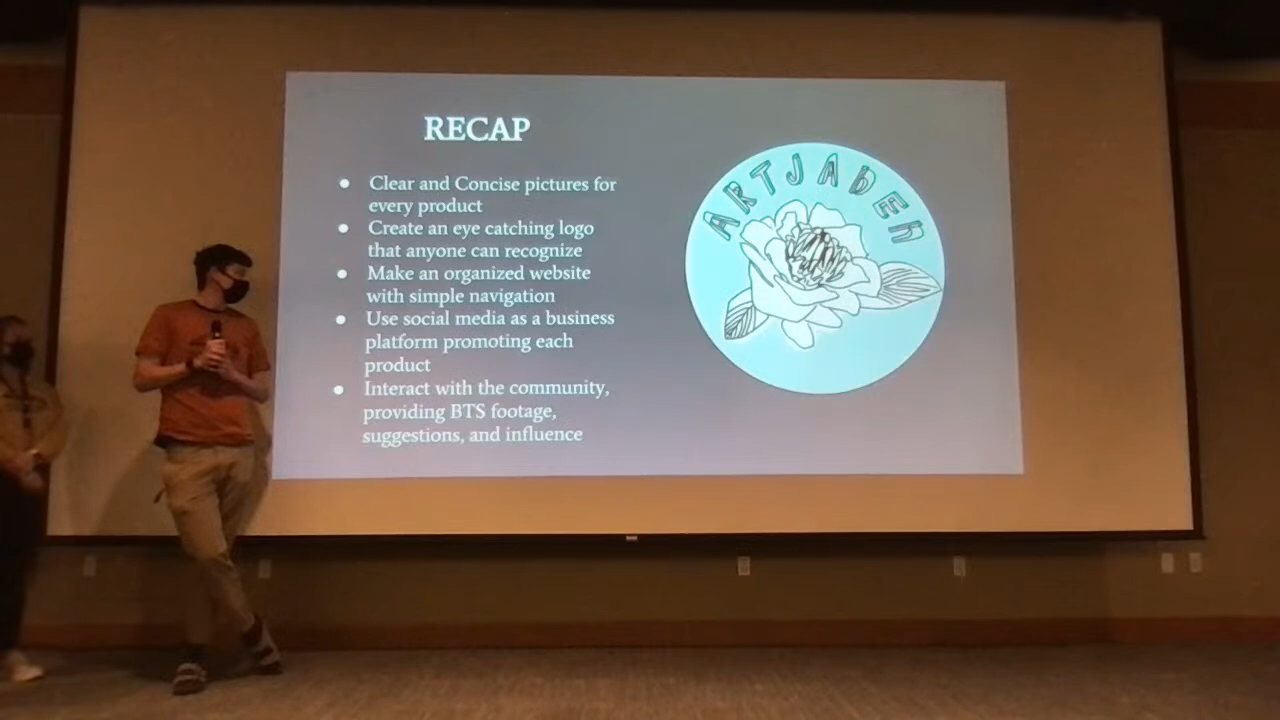 RECAP
● Clear and Concise pictures for
every product
● Create an eye catching logo
that anyone can recognize
● Make an organized website
with simple navigation
● Use social media as a business
platform promoting each
product
● Interact with the community,
providing BTS footage,
suggestions, and influence
ARTJADEH